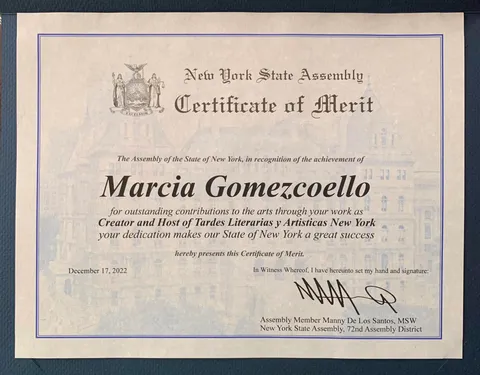 New York State Assembly
Certificate of Merit
The Assembly of the State of New York, in recognition of the achievement of
Marcia Gomezcoello
for outstanding contributions to the arts through your work as
Creator and Host of Tardes Literarias y Artísticas New York
your dedication makes our State of New York a great success
hereby presents this Certificate of Merit.
December 17, 2022
In Witness Whereof, I have hereunto set my hand and signature:
Assembly Member Manny De Los Santos, MSW
New York State Assembly, 72nd Assembly District